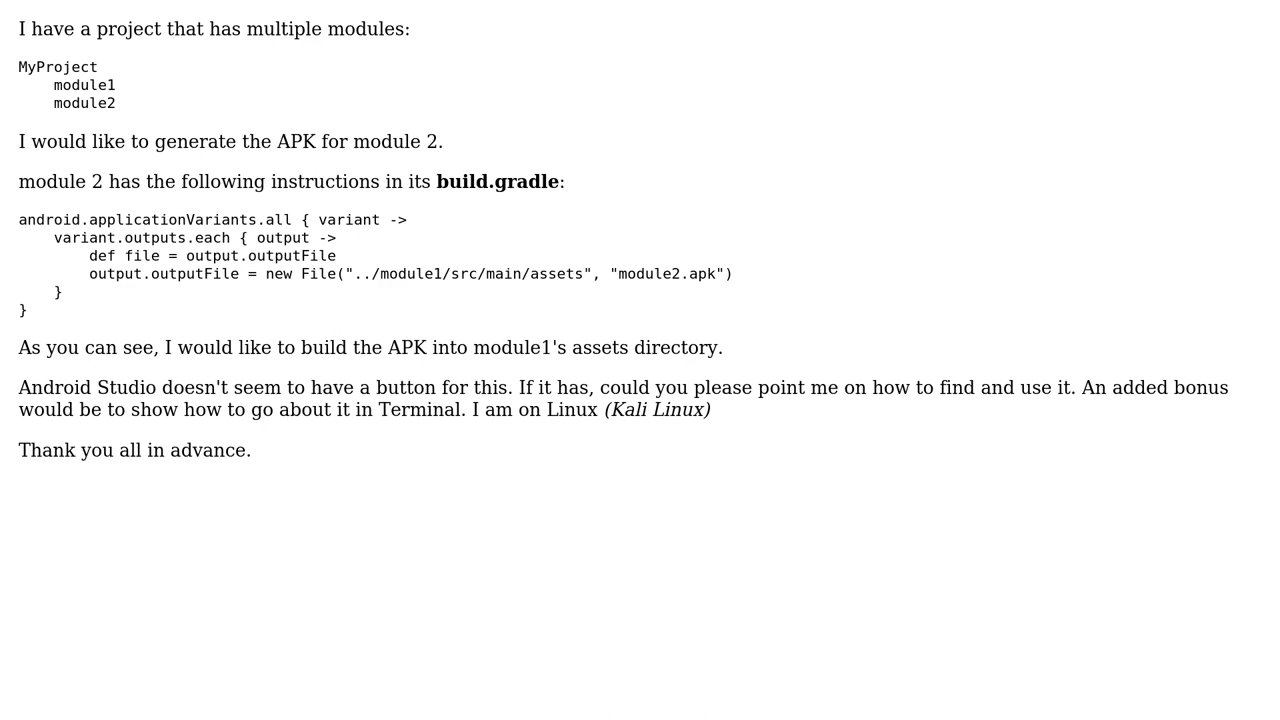 I have a project that has multiple modules:
MyProject
    module1
    module2
I would like to generate the APK for module 2.
module 2 has the following instructions in its build.gradle:
android.applicationVariants.all { variant ->
    variant.outputs.each { output ->
        def file = output.outputFile
        output.outputFile = new File("../module1/src/main/assets", "module2.apk")
    }
}
As you can see, I would like to build the APK into module1's assets directory.
Android Studio doesn't seem to have a button for this. If it has, could you please point me on how to find and use it. An added bonus
would be to show how to go about it in Terminal. I am on Linux (Kali Linux)
Thank you all in advance.